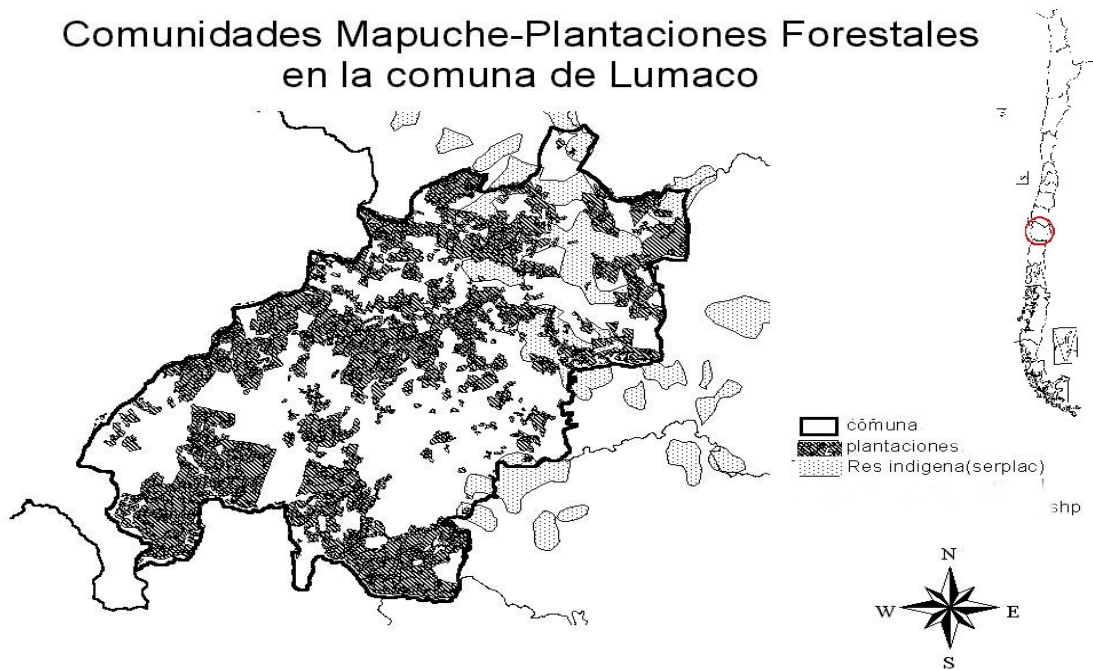 Comunidades Mapuche-Plantaciones Forestales
en la comuna de Lumaco
comuna
plantaciones.
Res indigena(serplac)
shp
N
W
E
S